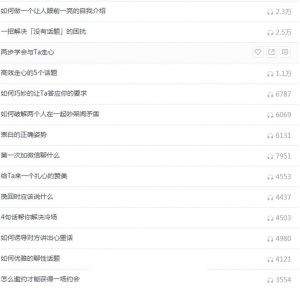 如何做一个让人眼前一亮的自我介绍 2.3万
一招解决「没有话题」的困扰 2.5万
两步学会与Ta走心
高效走心的5个话题 1.1万
如何巧妙的让Ta答应你的要求 6787
如何破解两个人在一起吵架闹矛盾 6069
表白的正确姿势 6131
第一次加微信聊什么 7951
给Ta来一个扎心的赞美 4553
挽回时应该说什么 4437
4句话帮你解决冷场 4503
如何诱导对方讲出心里话 4980
如何优雅的聊性话题 4121
怎么邀约才能获得一场约会 3554